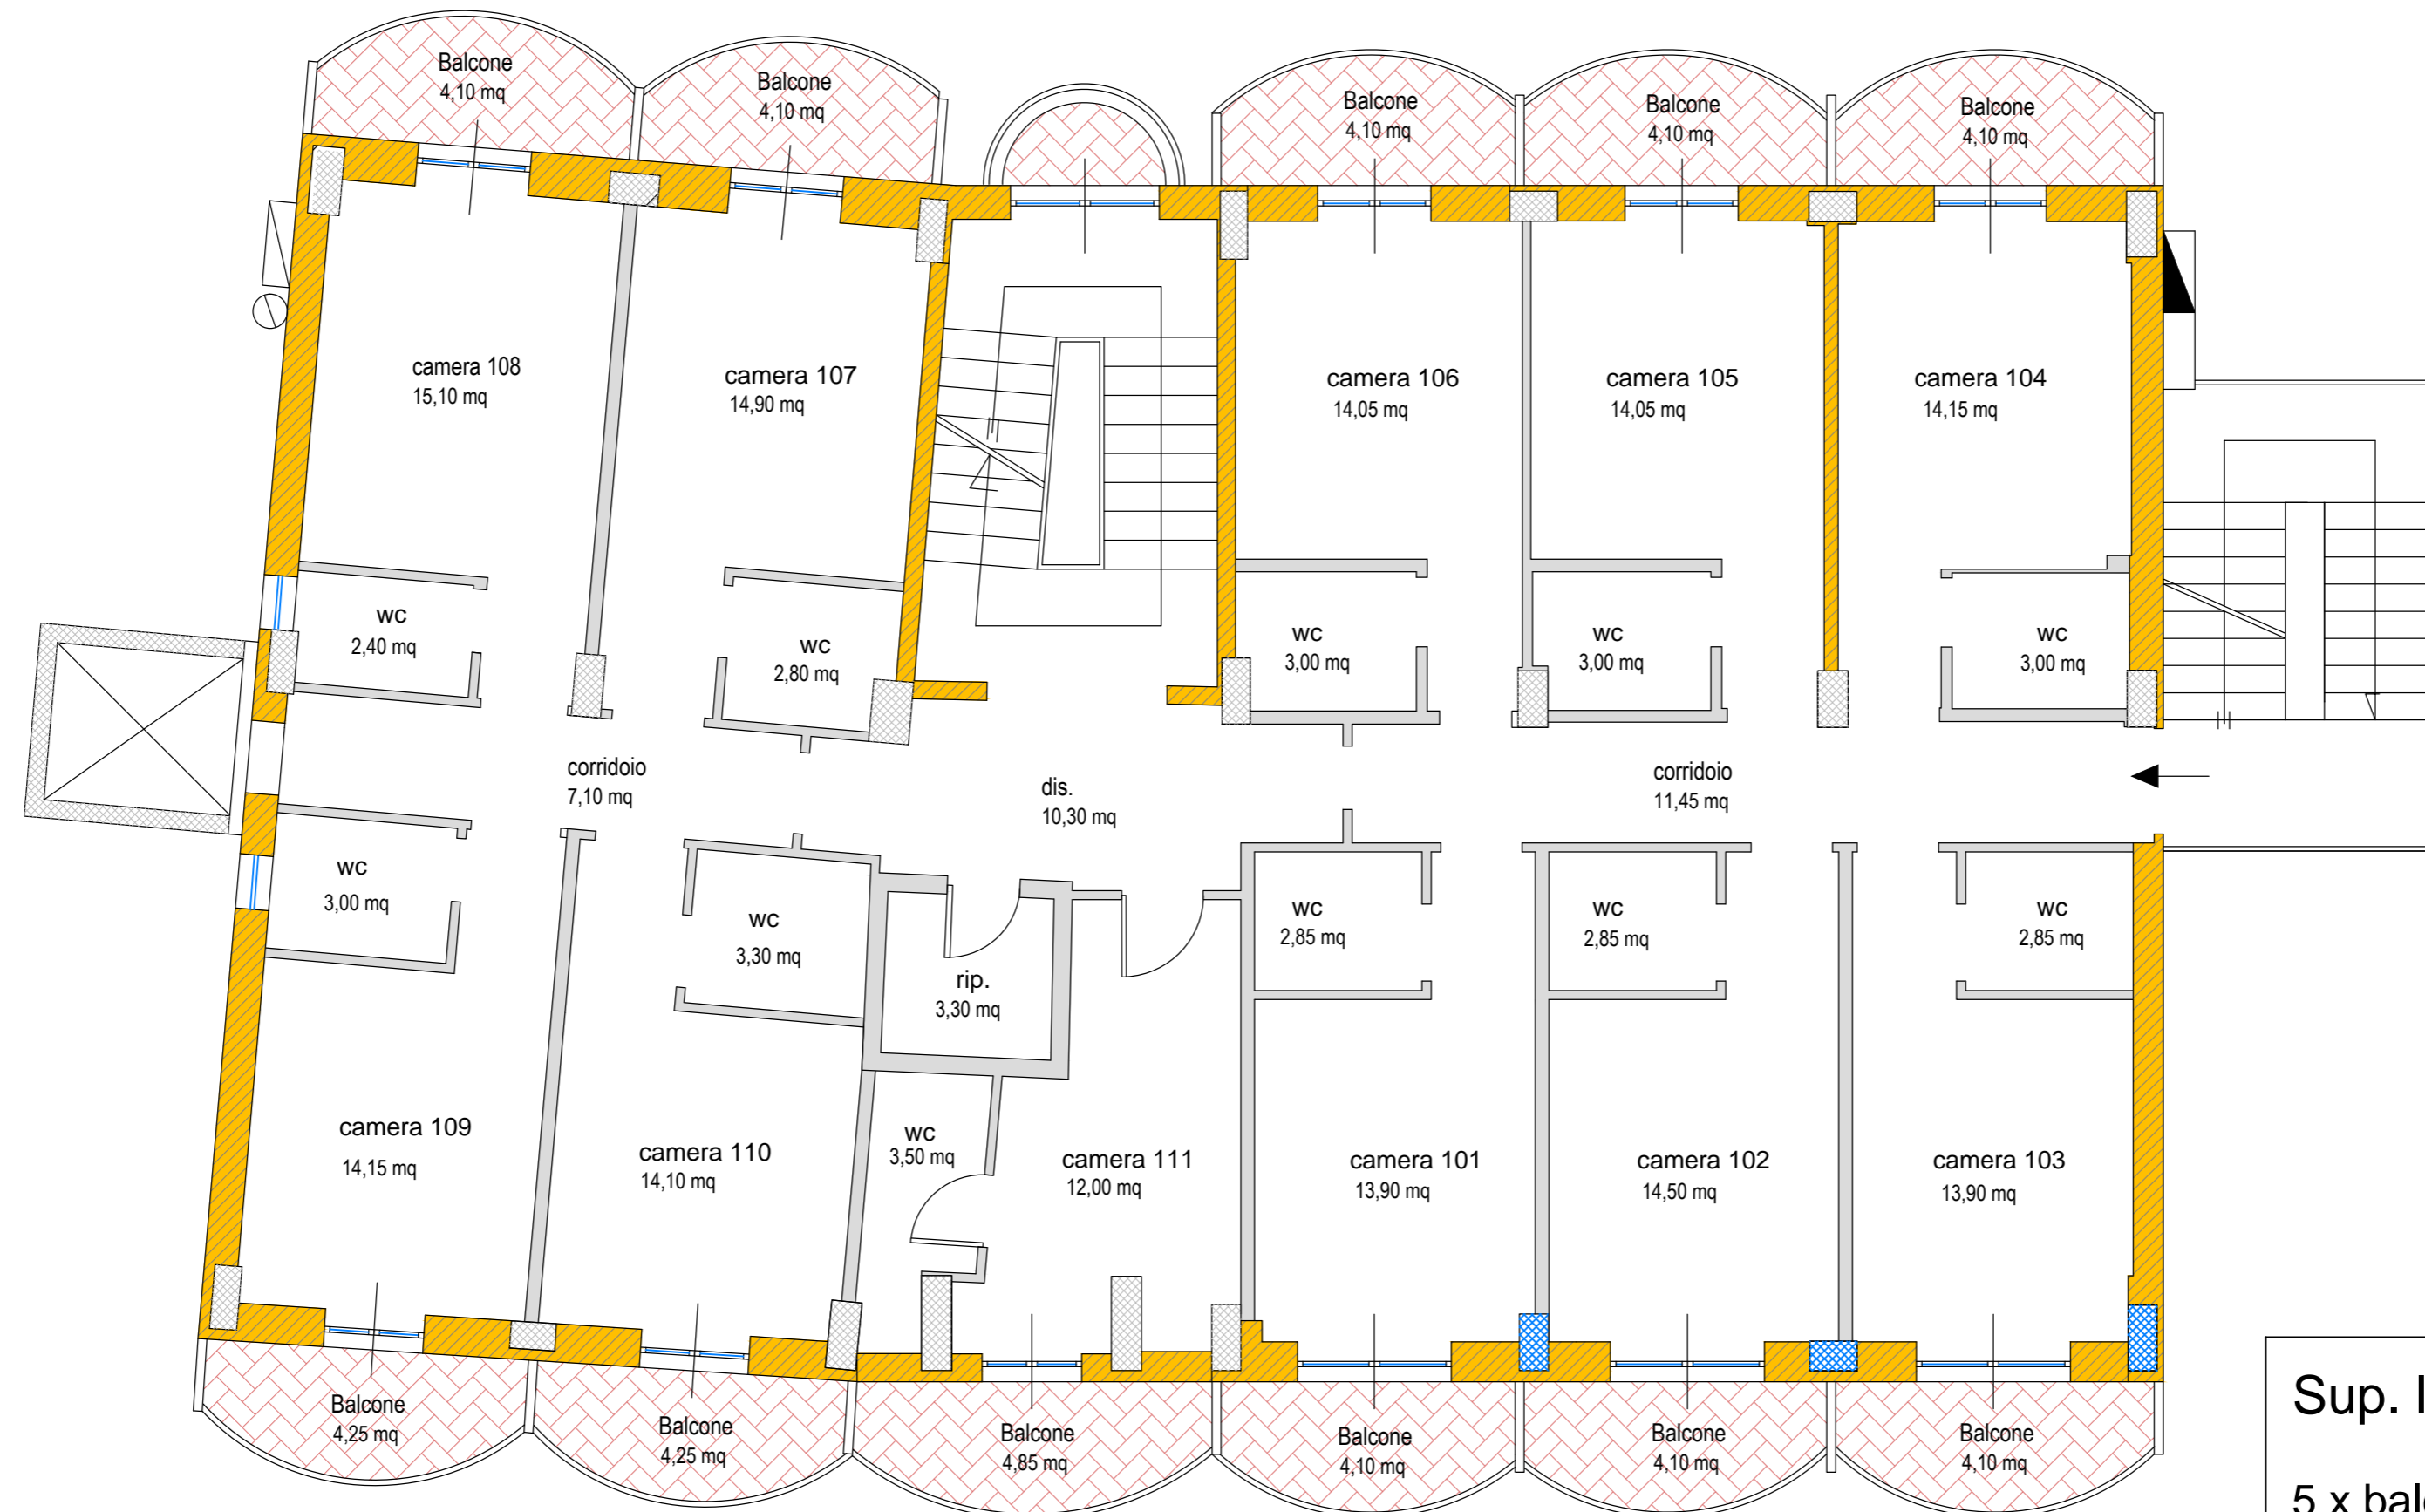 Balcone
4,10 mq
Balcone
4,10 mq
Balcone
4,10 mq
Balcone
4,10 mq
Balcone
4,10 mq
camera 108
15,10 mq
camera 107
14,90 mq
camera 106
14,05 mq
camera 105
14,05 mq
camera 104
14,15 mq
wc
2,40 mq
wc
2,80 mq
wc
3,00 mq
wc
3,00 mq
wc
3,00 mq
corridoio
7,10 mq
dis.
10,30 mq
corridoio
11,45 mq
wc
3,00 mq
wc
3,30 mq
rip.
3,30 mq
wc
2,85 mq
wc
2,85 mq
wc
2,85 mq
camera 109
14,15 mq
camera 110
14,10 mq
wc
3,50 mq
camera 111
12,00 mq
camera 101
13,90 mq
camera 102
14,50 mq
camera 103
13,90 mq
Balcone
4,25 mq
Balcone
4,25 mq
Balcone
4,85 mq
Balcone
4,10 mq
Balcone
4,10 mq
Balcone
4,10 mq
Sup.
5 x